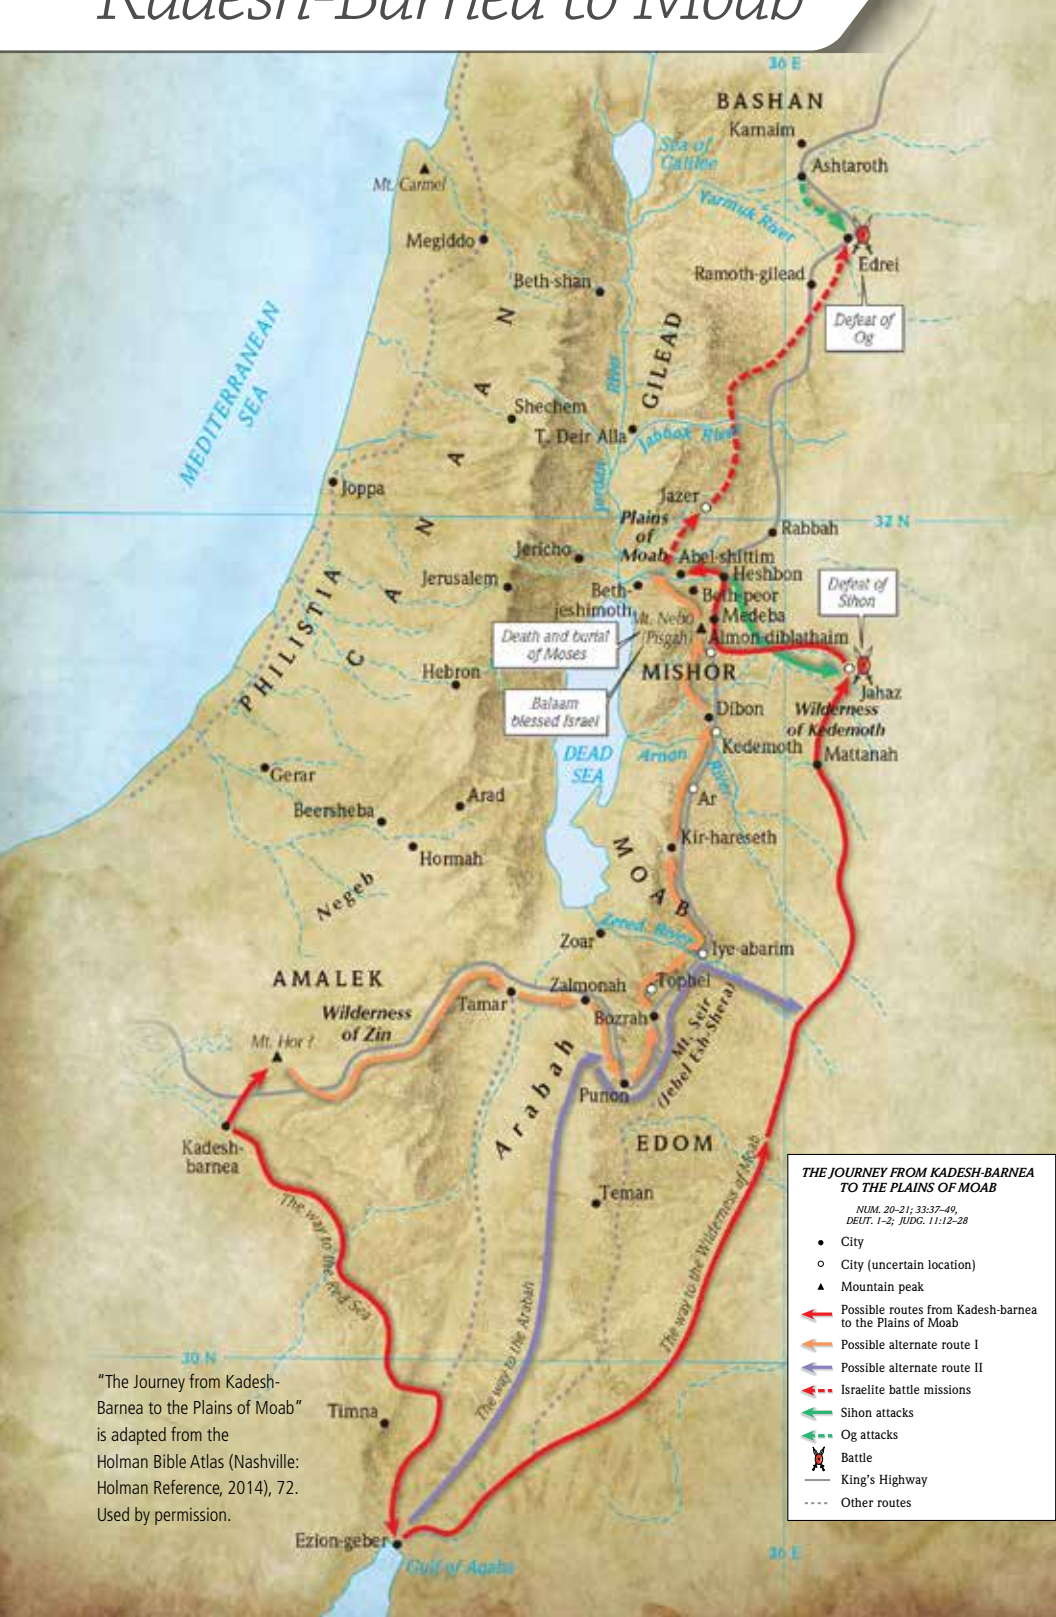 Kadesh-Barnea to Moab
36 E
BASHAN
Karnaim
Ashtaroth
Sea of
Galilee
Mt. Carmel
Yarmuk River
Megiddo
Edrei
Ramoth-gilead
Beth-shan
Defeat of
Og
MEDITERRANEAN
SEA
GILEAD
River
Shechem
T. Deir Alla
Jabbok River
Jordan
Joppa
Jazer
Plains
of
Moab
32 N
Rabbah
Jericho
Abel-shittim
Heshbon
Jerusalem
Beth-
jeshimoth
Beth-peor
Defeat of
Sihon
Medeba
Mt. Nebo
(Pisgah)
Almon-diblathaim
PHILISTIA
CANAAN
Death and burial
of Moses
MISHOR
Hebron
Jahaz
Balaam
blessed Israel
Dibon
Wilderness
of Kedemoth
Kedemoth
Mattanah
DEAD
SEA
Arnon
River
Gerar
Ar
Arad
Beersheba
Kir-hareseth
Hormah
MOAB
Negeb
Zered River
Zoar
Iye-abarim
AMALEK
Zalmonah
Tophel
Tamar
Wilderness
of Zin
Bozrah
Mt. Seir
(Jebel Esh-Shera)
Mt. Hor ?
Arabah
Punon
Kadesh-
barnea
EDOM
Teman
The way to the Red Sea
The way to the Arabah
The way to the Wilderness of Moab
30 N
Timna
Ezion-geber
Gulf of Aqaba
36 E
"The Journey from Kadesh-
Barnea to the Plains of Moab"
is adapted from the
Holman Bible Atlas (Nashville:
Holman Reference, 2014), 72.
Used by permission.
THE JOURNEY FROM KADESH-BARNEA
TO THE PLAINS OF MOAB
NUM. 20–21; 33:37–49,
DEUT. 1–2; JUDG. 11:12–28
City
City (uncertain location)
Mountain peak
Possible routes from Kadesh-barnea
to the Plains of Moab
Possible alternate route I
Possible alternate route II
Israelite battle missions
Sihon attacks
Og attacks
Battle
King's Highway
Other routes